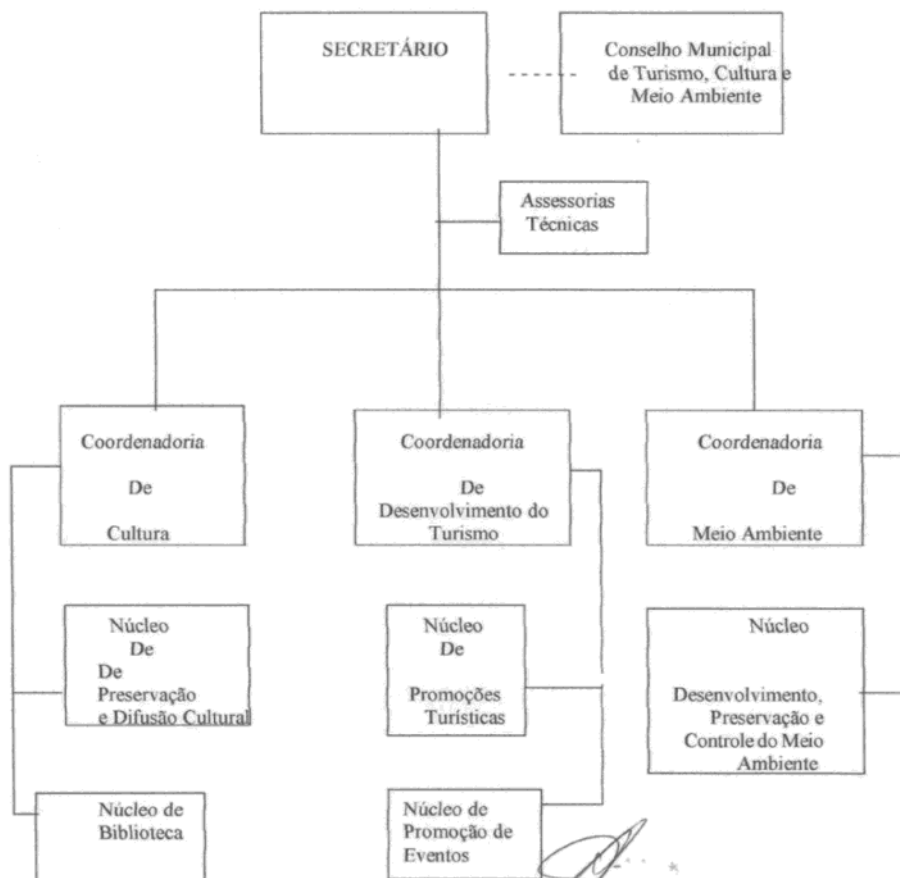 SECRETÁRIO
Conselho Municipal
de Turismo, Cultura e
Meio Ambiente
Assessorias
Técnicas
Coordenadoria
De
Cultura
Coordenadoria
De
Desenvolvimento do
Turismo
Coordenadoria
De
Meio Ambiente
Núcleo
De
De
Preservação
e Difusão Cultural
Núcleo
De
Promoções
Turísticas
Núcleo
Desenvolvimento,
Preservação e
Controle do Meio
Ambiente
Núcleo de
Biblioteca
Núcleo de
Promoção de
Eventos